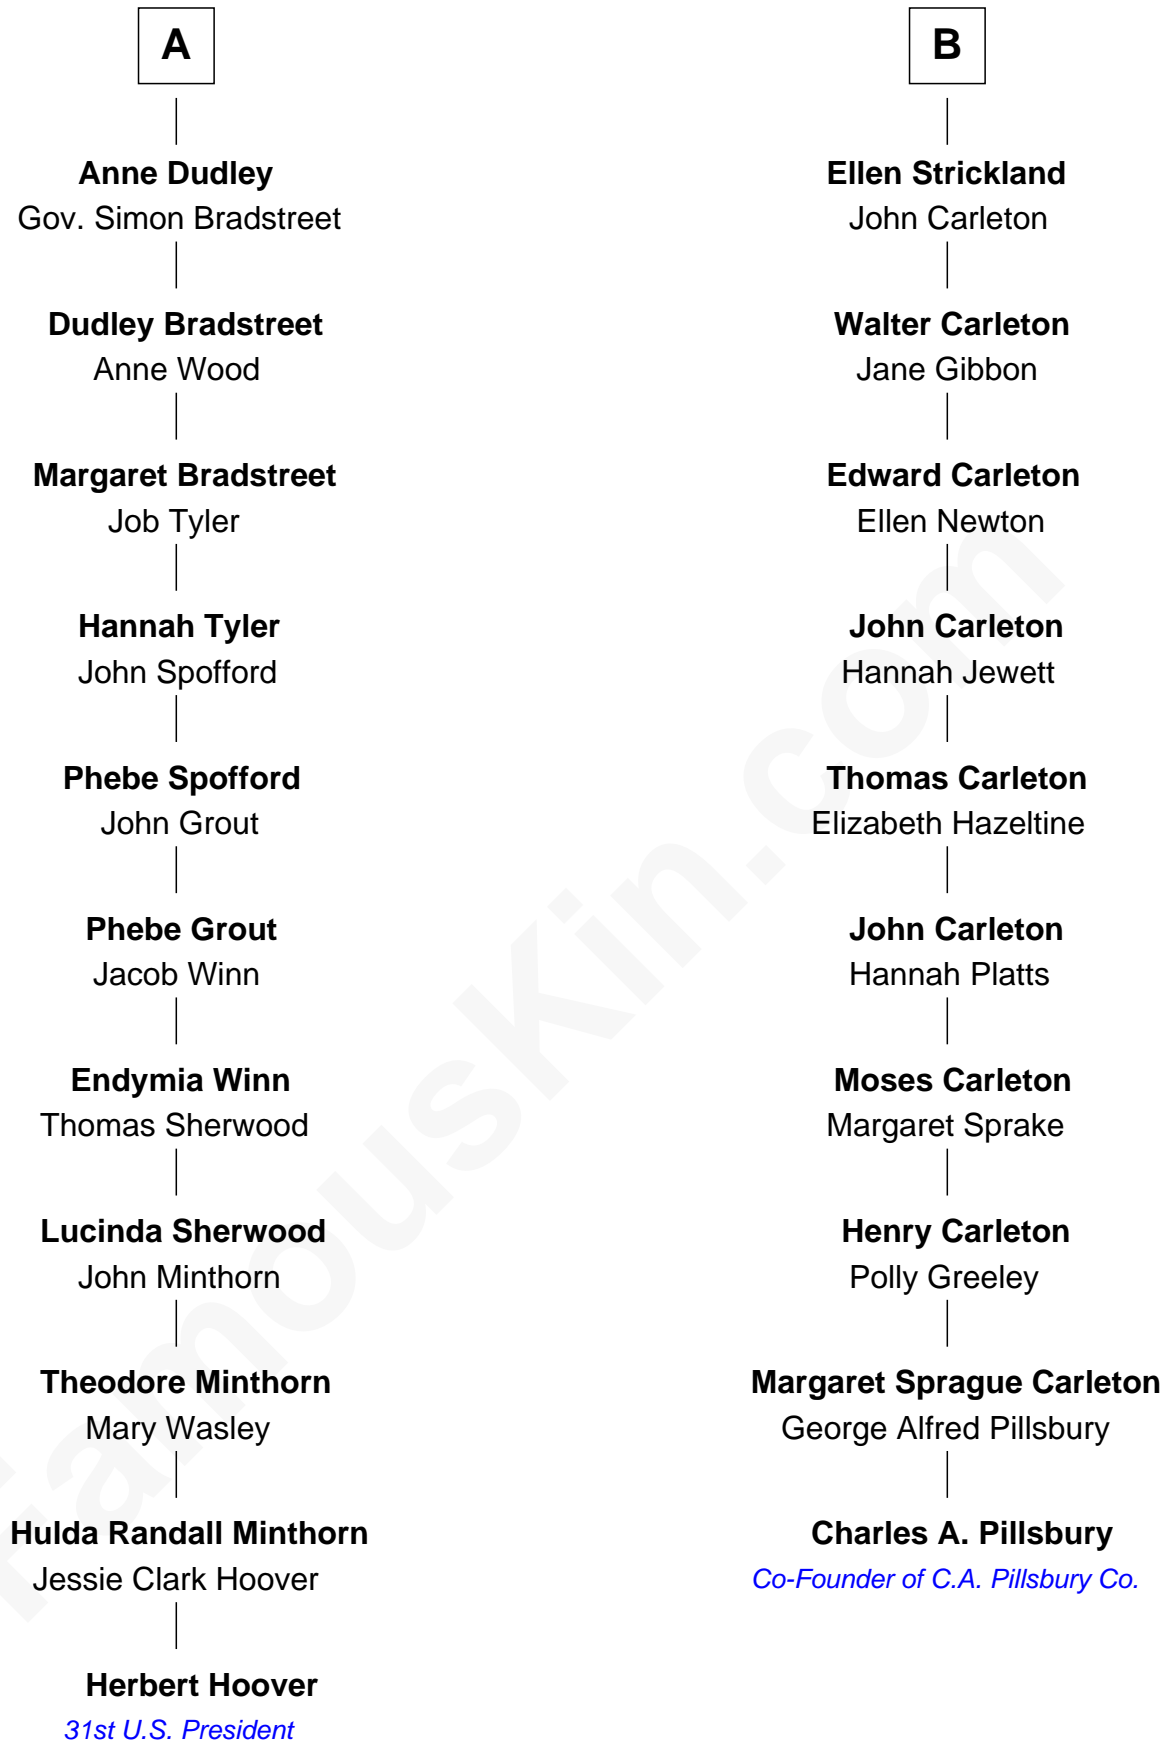 A
Anne Dudley
Gov. Simon Bradstreet
Dudley Bradstreet
Anne Wood
Margaret Bradstreet
Job Tyler
Hannah Tyler
John Spofford
Phebe Spofford
John Grout
Phebe Grout
Jacob Winn
Endymia Winn
Thomas Sherwood
Lucinda Sherwood
John Minthorn
Theodore Minthorn
Mary Wasley
Hulda Randall Minthorn
Jessie Clark Hoover
Herbert Hoover
31st U.S. President
B
Ellen Strickland
John Carleton
Walter Carleton
Jane Gibbon
Edward Carleton
Ellen Newton
John Carleton
Hannah Jewett
Thomas Carleton
Elizabeth Hazeltine
John Carleton
Hannah Platts
Moses Carleton
Margaret Sprake
Henry Carleton
Polly Greeley
Margaret Sprague Carleton
George Alfred Pillsbury
Charles A. Pillsbury
Co-Founder of C.A. Pillsbury Co.
FamousKin.com